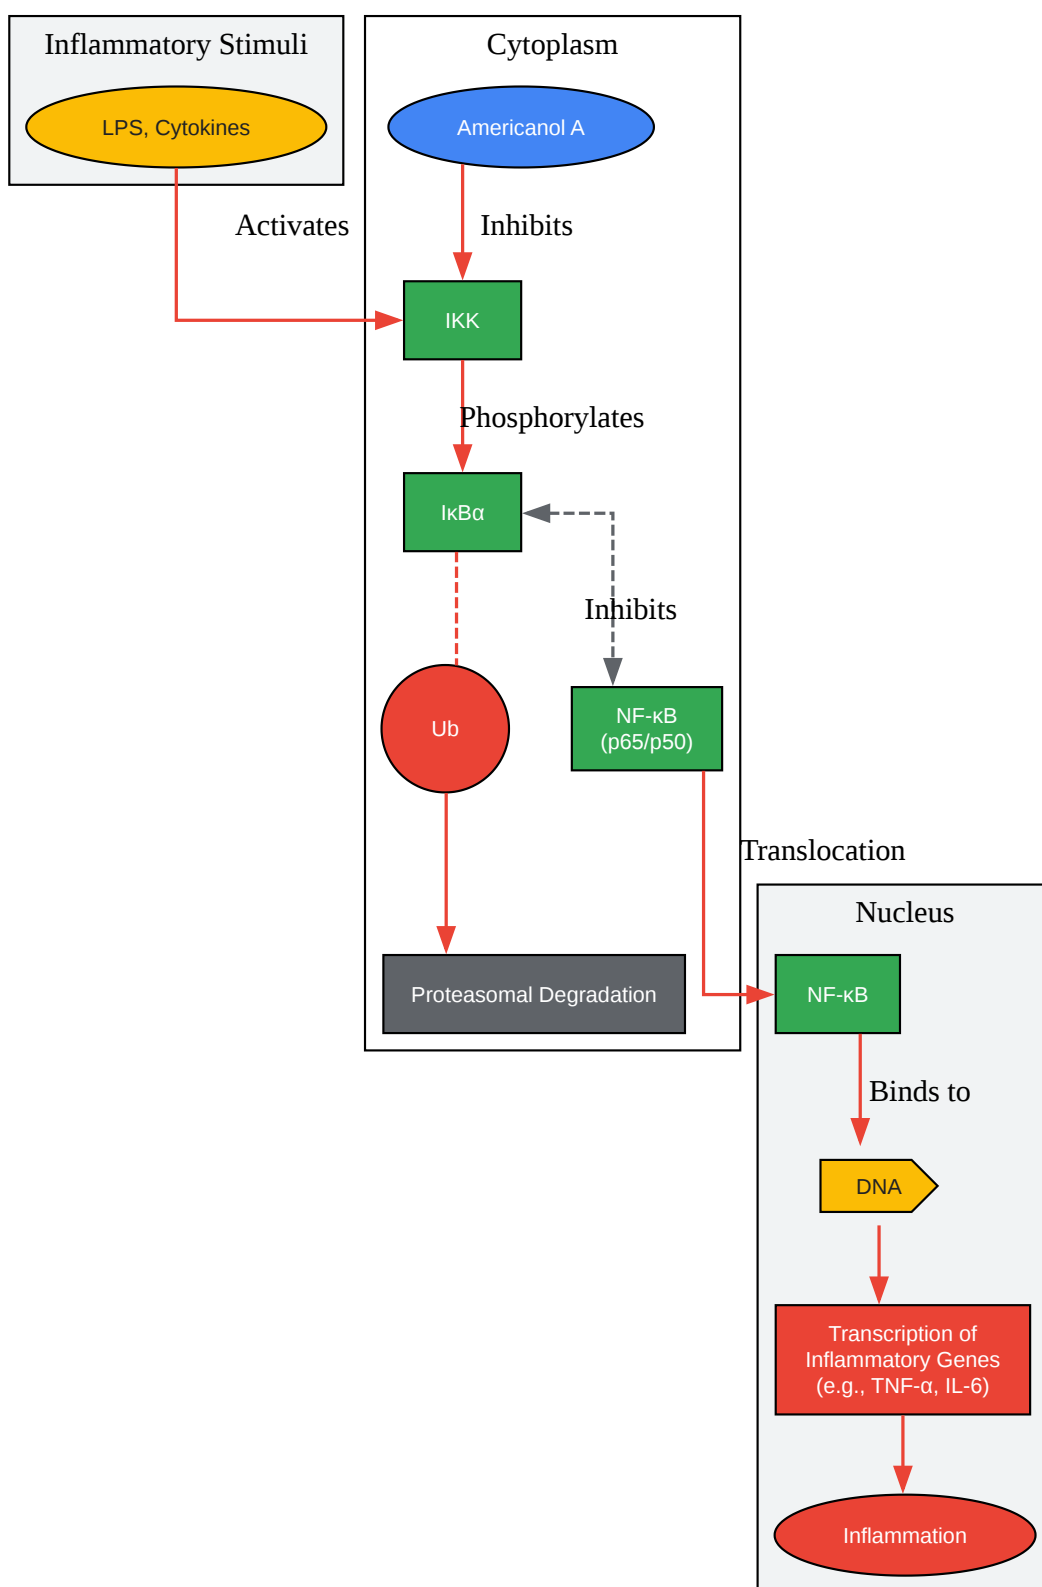 Inflammatory Stimuli
Cytoplasm
LPS, Cytokines
Americanol A
Activates
Inhibits
IKK
Phosphorylates
IκBα
Inhibits
Ub
NF-κB
(p65/p50)
Translocation
Nucleus
Proteasomal Degradation
NF-κB
Binds to
DNA
Transcription of
Inflammatory Genes
(e.g., TNF-α, IL-6)
Inflammation